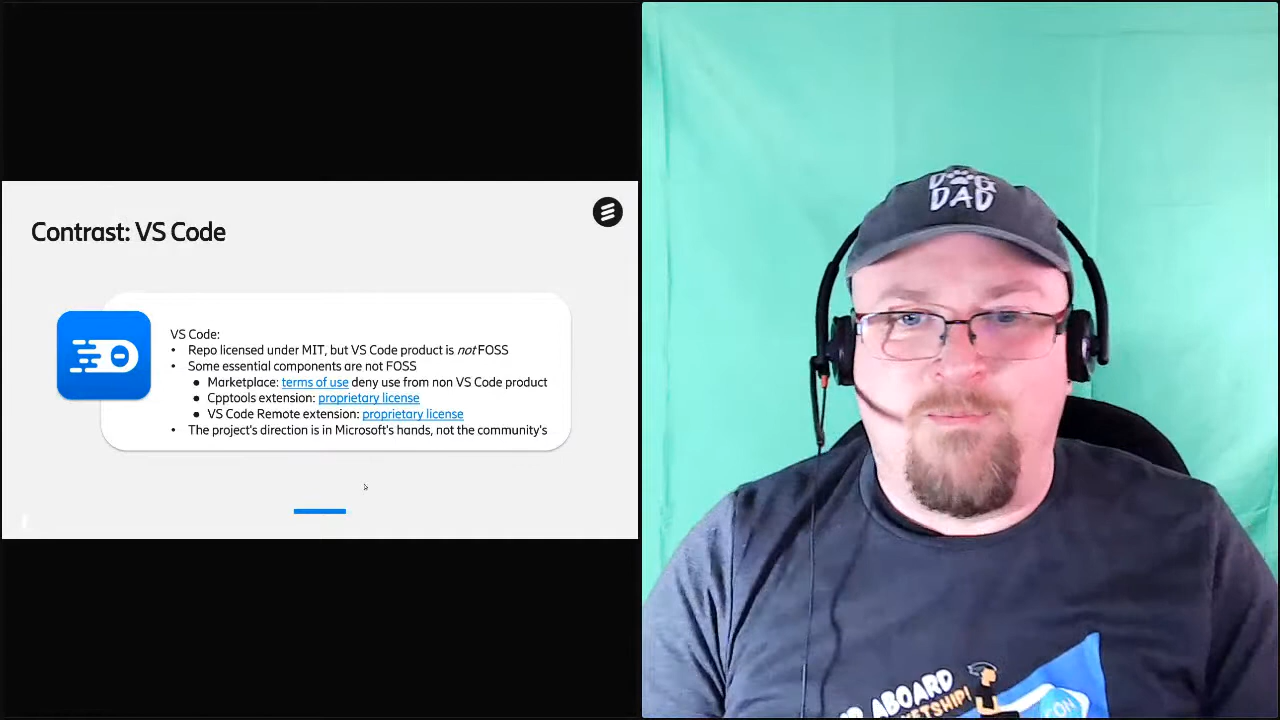 Contrast: VS Code
VS Code:
• Repo licensed under MIT, but VS Code product is not FOSS
• Some essential components are not FOSS
● Marketplace: terms of use deny use from non VS Code product
● Cpptools extension: proprietary license
● VS Code Remote extension: proprietary license
• The project's direction is in Microsoft's hands, not the community's
DOG
DAD
ABOARD